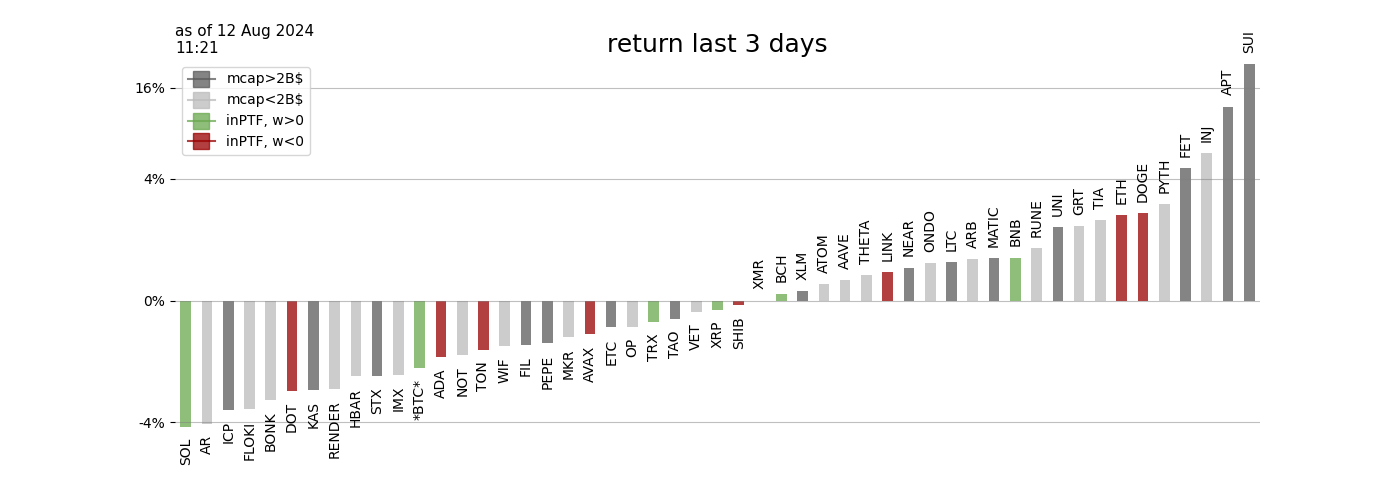 as of 12 Aug 2024
11:21
return last 3 days
mcap>2B$
mcap<2B$
inPTF, w>0
inPTF, w<0
16%
4%
0%
-4%
SOL
AR
ICP
FLOKI
BONK
DOT
KAS
RENDER
HBAR
STX
IMX
*BTC*
ADA
NOT
TON
WIF
FIL
PEPE
MKR
AVAX
ETC
OP
TRX
TAO
VET
XRP
SHIB
XMR
BCH
XLM
ATOM
AAVE
THETA
LINK
NEAR
ONDO
LTC
ARB
MATIC
BNB
RUNE
UNI
GRT
TIA
ETH
DOGE
PYTH
FET
INJ
APT
SUI